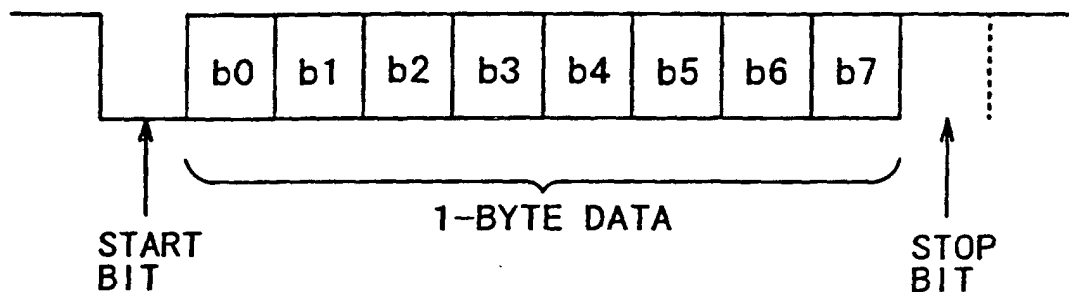 b0 b1 b2 b3 b4 b5 b6 b7
1-BYTE DATA
START
BIT
STOP
BIT